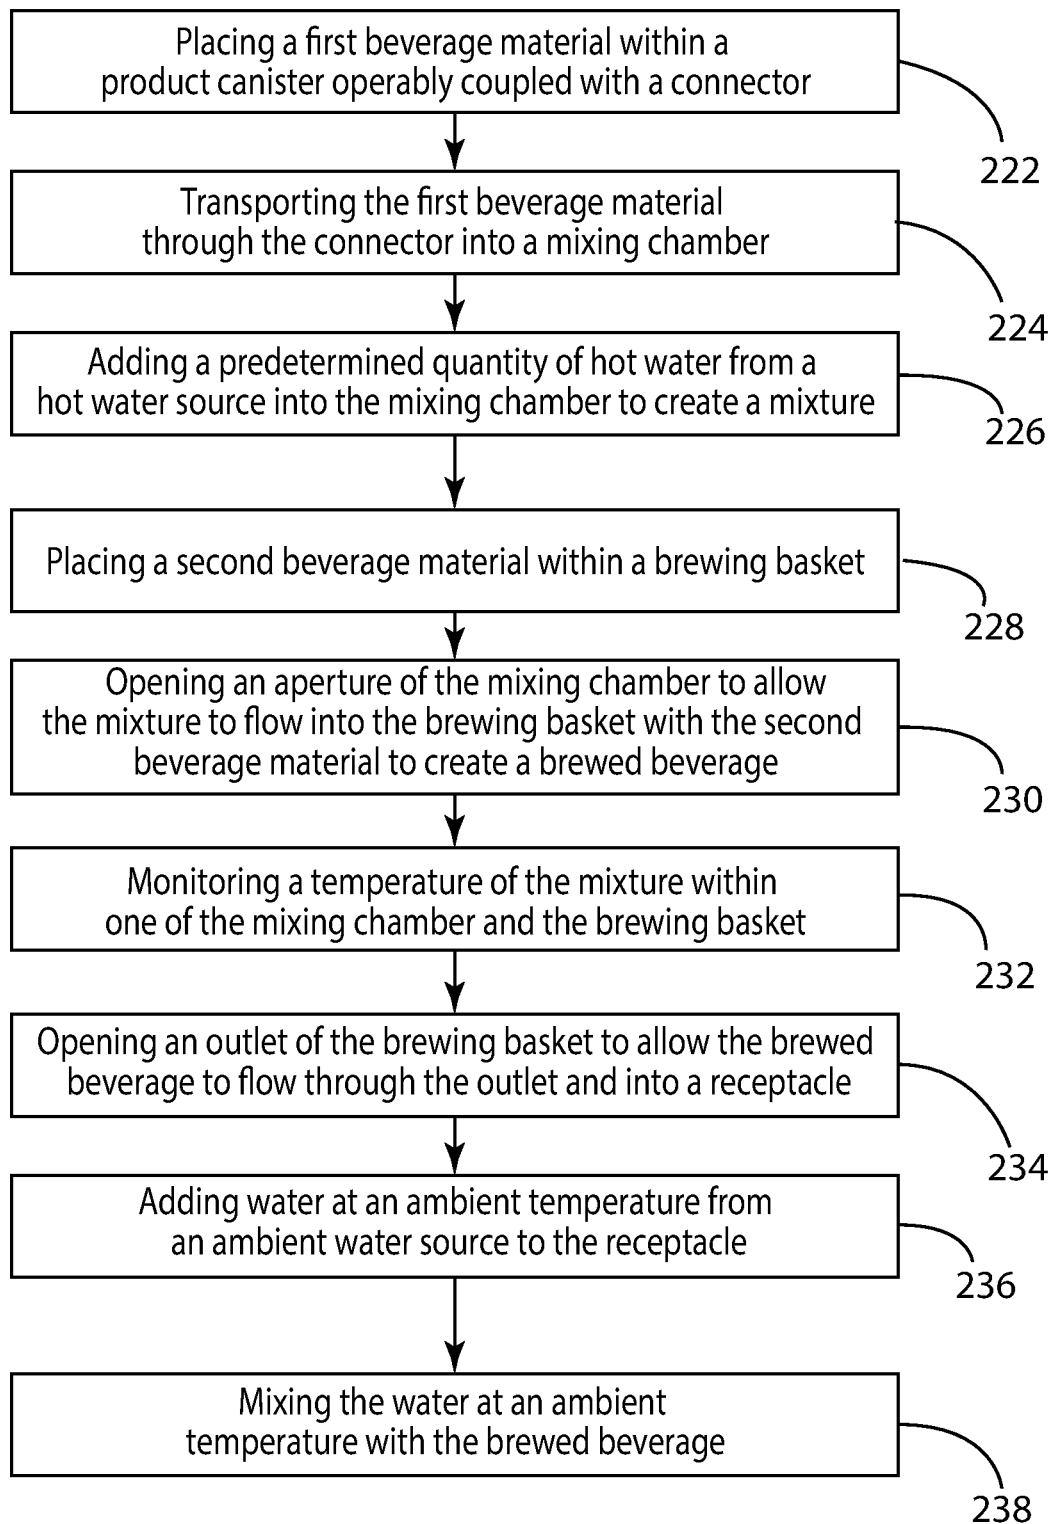 Placing a first beverage material within a
product canister operably coupled with a connector
222
Transporting the first beverage material
through the connector into a mixing chamber
224
Adding a predetermined quantity of hot water from a
hot water source into the mixing chamber to create a mixture
226
Placing a second beverage material within a brewing basket
228
Opening an aperture of the mixing chamber to allow
the mixture to flow into the brewing basket with the second
beverage material to create a brewed beverage
230
Monitoring a temperature of the mixture within
one of the mixing chamber and the brewing basket
232
Opening an outlet of the brewing basket to allow the brewed
beverage to flow through the outlet and into a receptacle
234
Adding water at an ambient temperature from
an ambient water source to the receptacle
236
Mixing the water at an ambient
temperature with the brewed beverage
238